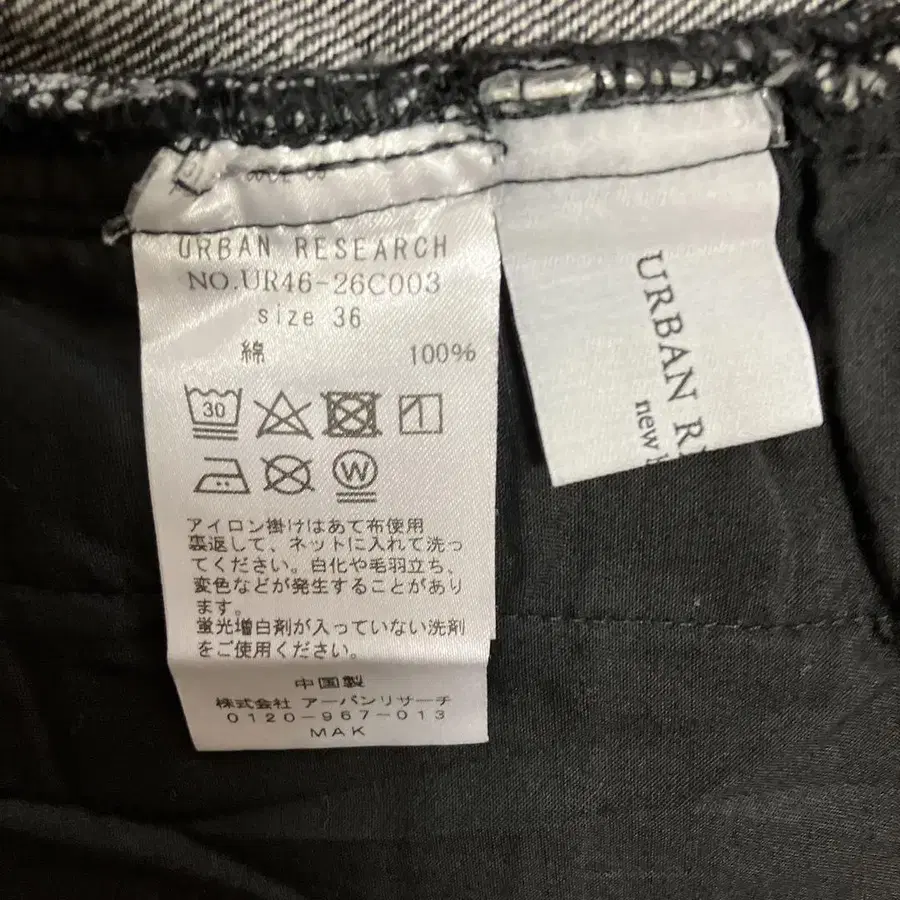 URBAN RESEARCH
NO.UR46-26C003
size 36
綿 100%
30
W
アイロン掛けはあて布使用
裏返して、ネットに入れて洗っ
てください。白化や毛羽立ち、
変色などが発生することがあり
ます。
蛍光増白剤が入っていない洗剤
をご使用ください。
中国製
株式会社 アーバンリサーチ
0120-967-013
MAK
URBAN
new